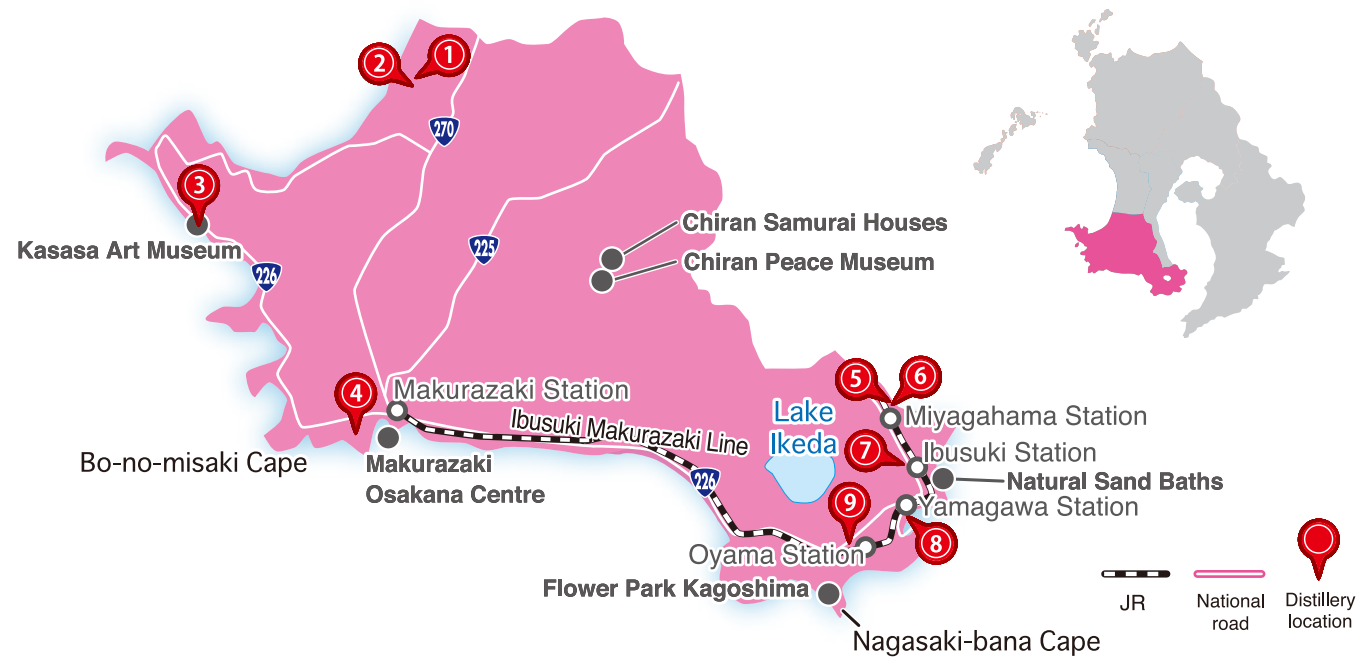 2
1
270
3
Kasasa Art Museum
226
225
Chiran Samurai Houses
Chiran Peace Museum
4
Makurazaki Station
Ibusuki Makurazaki Line
Bo-no-misaki Cape
Makurazaki
Osakana Centre
226
Lake
Ikeda
5
6
Miyagahama Station
7
Ibusuki Station
Natural Sand Baths
Yamagawa Station
9
8
Oyama Station
Flower Park Kagoshima
Nagasaki-bana Cape
JR
National
road
Distillery
location